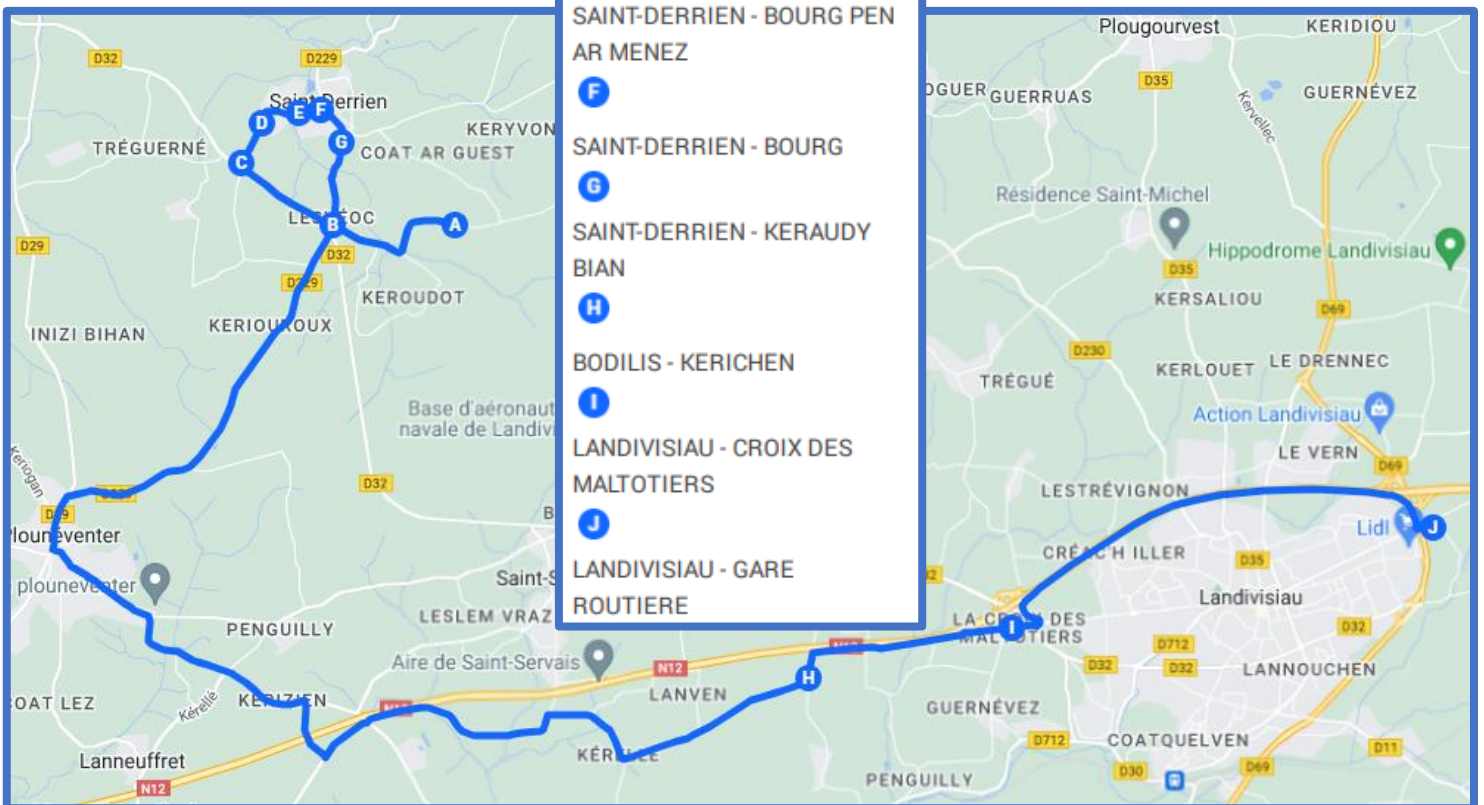 SAINT-DERRIEN - BOURG PEN
AR MENEZ
F
SAINT-DERRIEN - BOURG
G
SAINT-DERRIEN - KERAUDY
BIAN
H
BODILIS - KERICHEN
I
LANDIVISIAU - CROIX DES
MALTOTIERS
J
LANDIVISIAU - GARE
ROUTIERE
D32
D229
Saint-Derrien
D
E
F
KERYVON
TRÉGUERNÉ
G
COAT AR GUEST
C
B
A
D29
D32
D229
KEROUDOT
KERIOUROUX
INIZI BIHAN
Base d'aéronaut
navale de Landivi
Keriogan
D32
plouneventer
Saint-S
PENGUILLY
LESLEM VRAZ
Aire de Saint-Servais
N12
LANVEN
H
COAT LEZ
Kérellé
KERIZIEN
Lanneuffret
N12
Plougourvest
KERIDIOU
D35
OGUER
GUERRUAS
GUERNÉVEZ
Kervellec
Résidence Saint-Michel
Hippodrome Landivisiau
D35
KERSALIOU
D69
D230
KERLOUET
LE DRENNEC
TRÉGUÉ
Action Landivisiau
LE VERN
D69
LESTRÉVIGNON
Lidl
J
CRÉAC'H ILLER
D35
Landivisiau
LA CROIX DES
I
MALTOTIERS
D32
D712
D32
D32
LANNOUCHEN
GUERNÉVEZ
D712
COATQUELVEN
D11
D30
D69
PENGUILLY